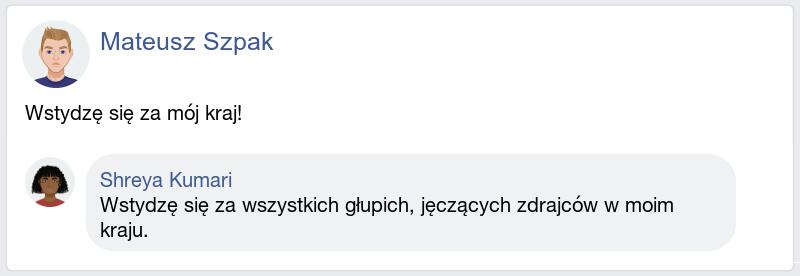 Mateusz Szpak
Wstydzę się za mój kraj!
Shreya Kumari
Wstydzę się za wszystkich głupich, jęczących zdrajców w moim
kraju.